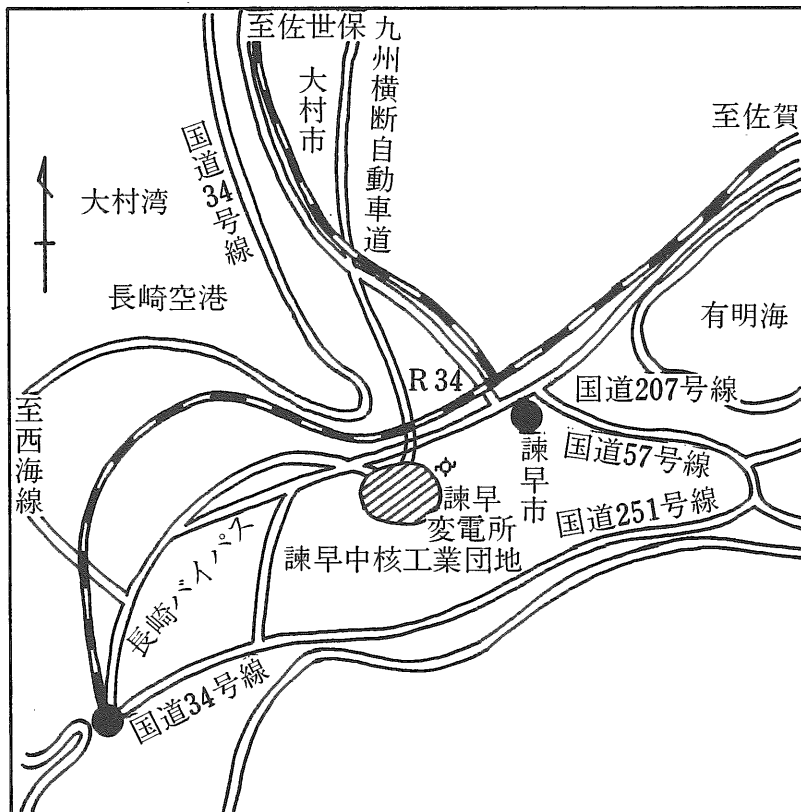 至佐世保
九州横断自動車道
大村市
国道34号線
至佐賀
大村湾
長崎空港
有明海
R34
国道207号線
至西海線
諫早市
国道57号線
諫早
変電所
国道251号線
諫早中核工業団地
長崎バイパス
国道34号線